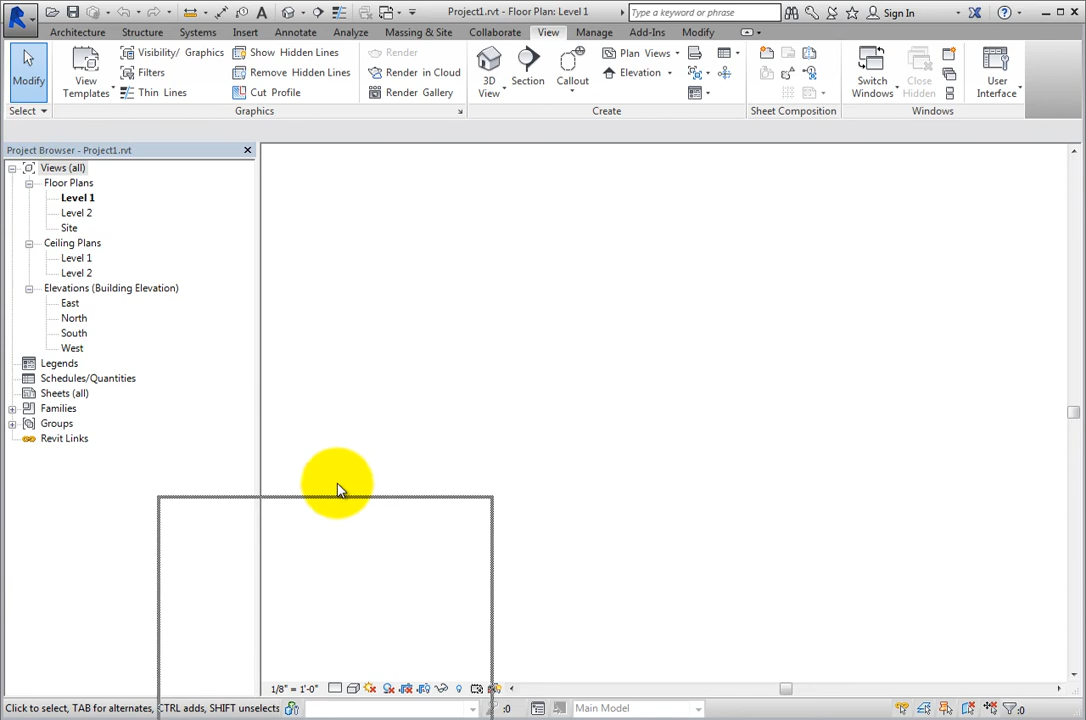 Project1.rvt - Floor Plan: Level 1
Type a keyword or phrase
Sign In
Architecture Structure Systems Insert Annotate Analyze Massing & Site Collaborate View Manage Add-Ins Modify
Modify
View Templates
Visibility/ Graphics
Filters
Thin Lines
Show Hidden Lines
Remove Hidden Lines
Cut Profile
Render
Render in Cloud
Render Gallery
3D View
Section
Callout
Plan Views
Elevation
Switch Windows
Close Hidden
User Interface
Select Graphics Create Sheet Composition Windows
Project Browser - Project1.rvt
Views (all)
Floor Plans
Level 1
Level 2
Site
Ceiling Plans
Level 1
Level 2
Elevations (Building Elevation)
East
North
South
West
Legends
Schedules/Quantities
Sheets (all)
Families
Groups
Revit Links
1/8" = 1'-0"
Click to select, TAB for alternates, CTRL adds, SHIFT unselects
:0
Main Model
:0